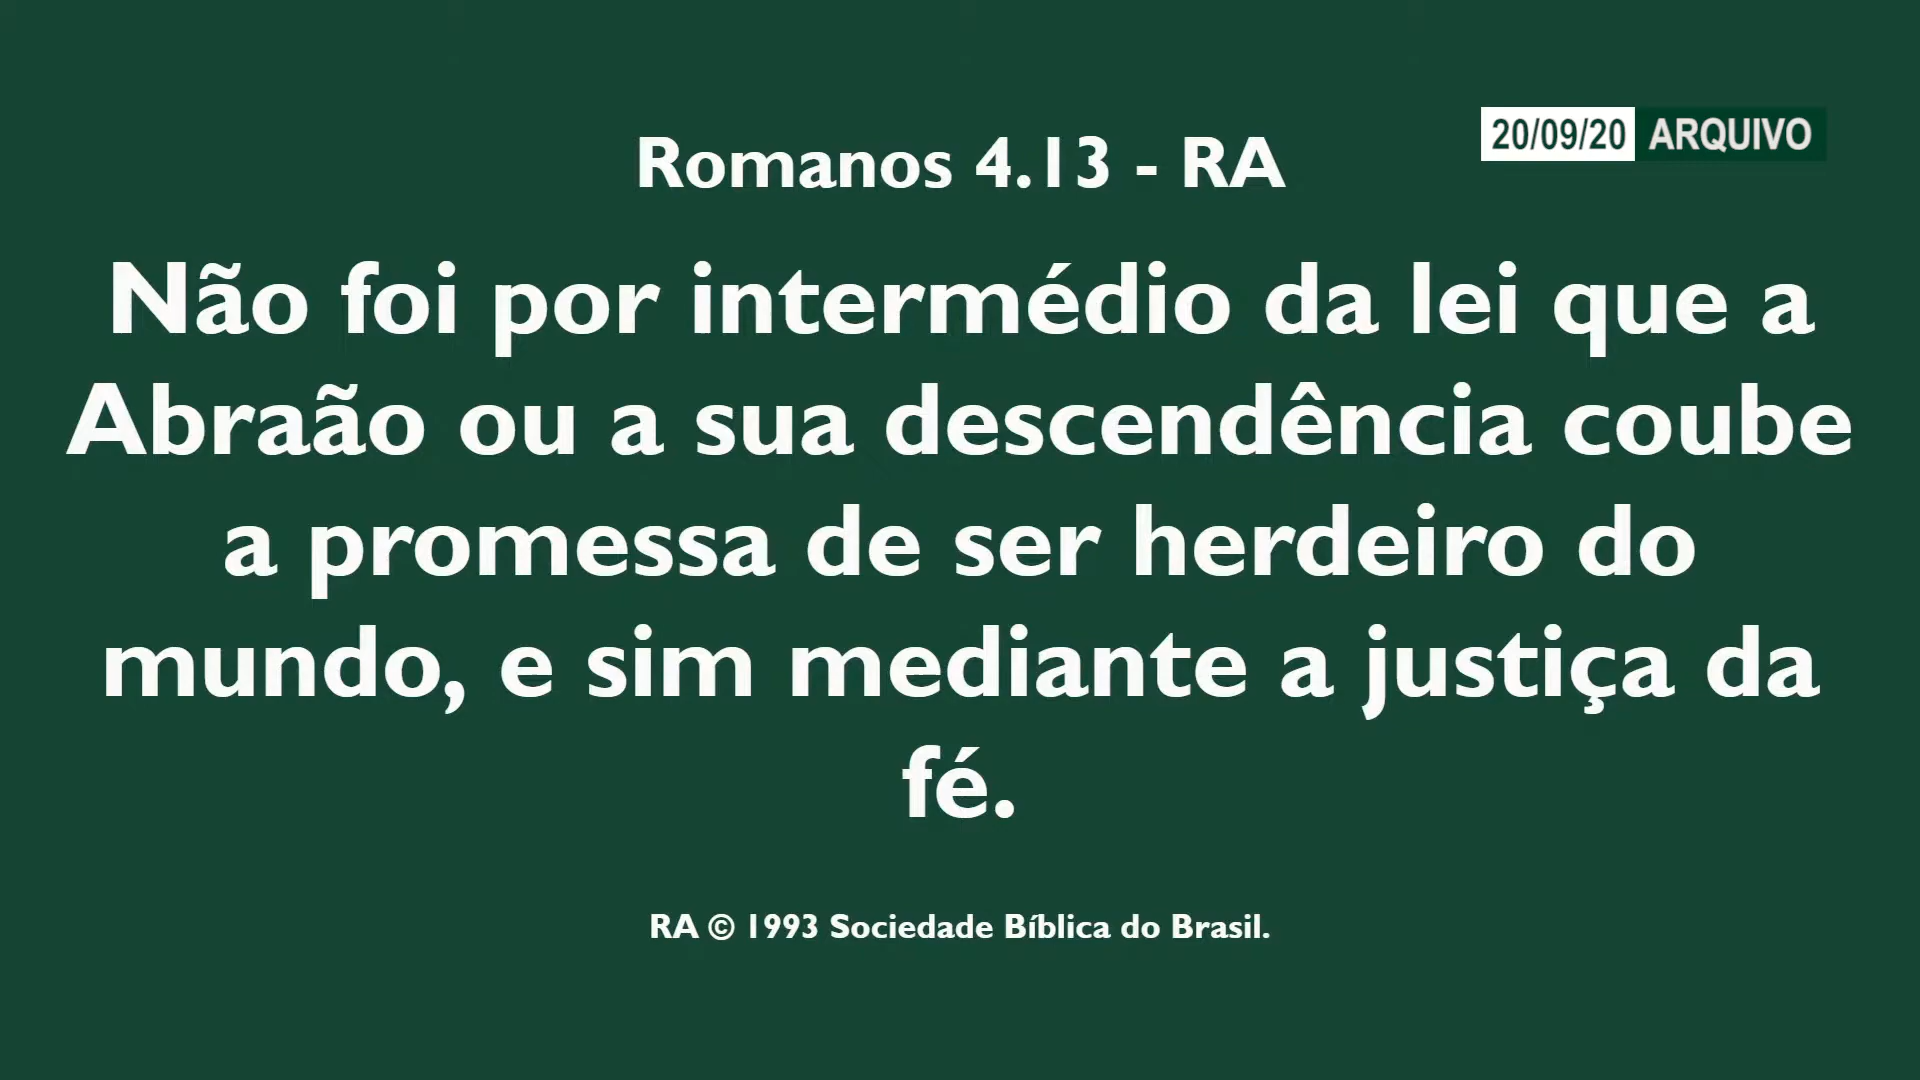 20/09/20 ARQUIVO
Romanos 4.13 - RA
Não foi por intermédio da lei que a
Abraão ou a sua descendência coube
a promessa de ser herdeiro do
mundo, e sim mediante a justiça da
fé.
RA © 1993 Sociedade Bíblica do Brasil.